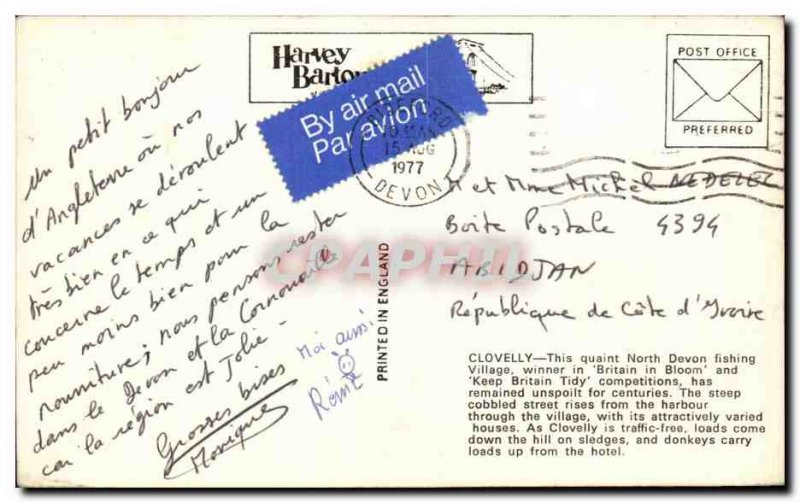 Un petit bonjour
d'Angleterre où nos
vacances se déroulent
très bien en ce qui
concerne le temps et un
peu moins bien pour la
nourriture; nous pensons rester
dans le Devon et la Cornouaille
car la région est Jolie -
Grosses bises
Monique
Moi aussi
Rémi
Harvey
Barton
By air mail
Par avion
BIDEFORD
15 AUG
1977
DEVON
POST OFFICE
PREFERRED
M et Mme Michel NEDELEC
Boite Postale 4394
ABIDJAN
République de Côte d'Ivoire
PRINTED IN ENGLAND
CPAPHIL
CLOVELLY—This quaint North Devon fishing
Village, winner in 'Britain in Bloom' and
'Keep Britain Tidy' competitions, has
remained unspoilt for centuries. The steep
cobbled street rises from the harbour
through the village, with its attractively varied
houses. As Clovelly is traffic-free, loads come
down the hill on sledges, and donkeys carry
loads up from the hotel.